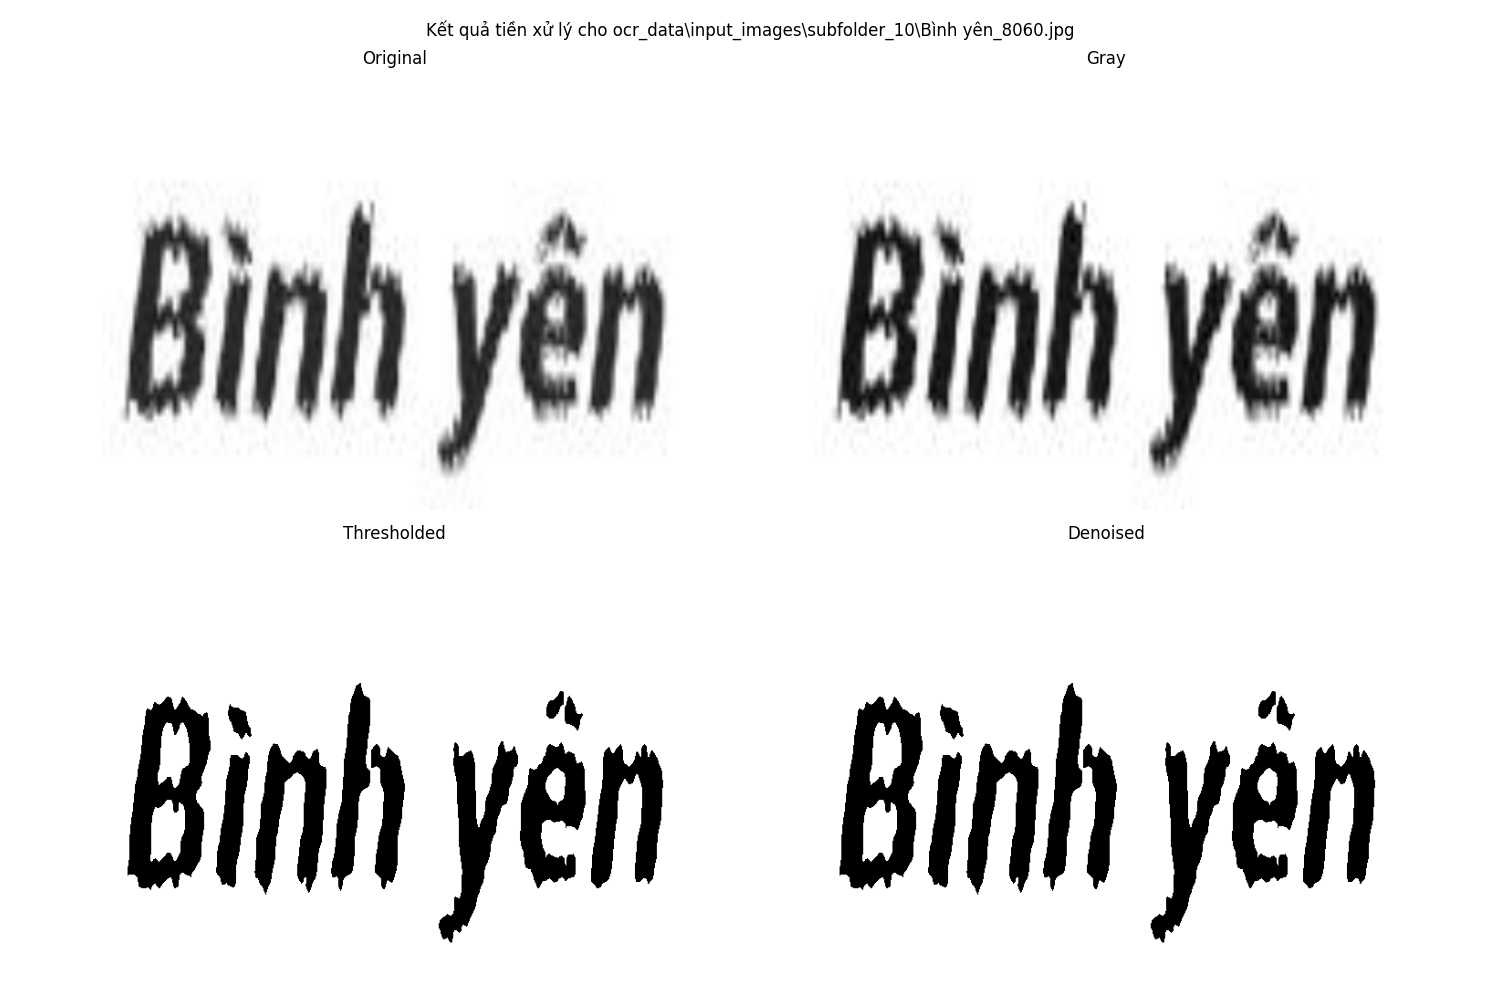 Kết quả tiền xử lý cho ocr_data\input_images\subfolder_10\Bình yên_8060.jpg
Original
Gray
Bình yên
Bình yên
Thresholded
Denoised
Bình yên
Bình yên